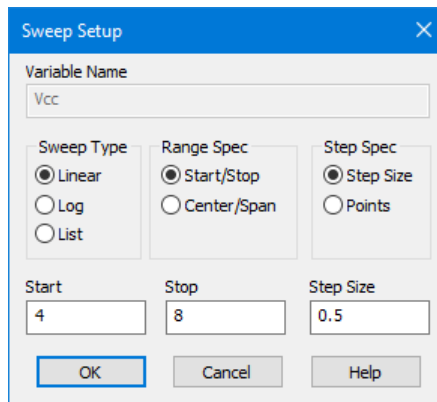 Sweep Setup
Variable Name
Vcc
Sweep Type Range Spec Step Spec
Linear Start/Stop Step Size
Log Center/Span Points
List
Start Stop Step Size
4 8 0.5
OK Cancel Help